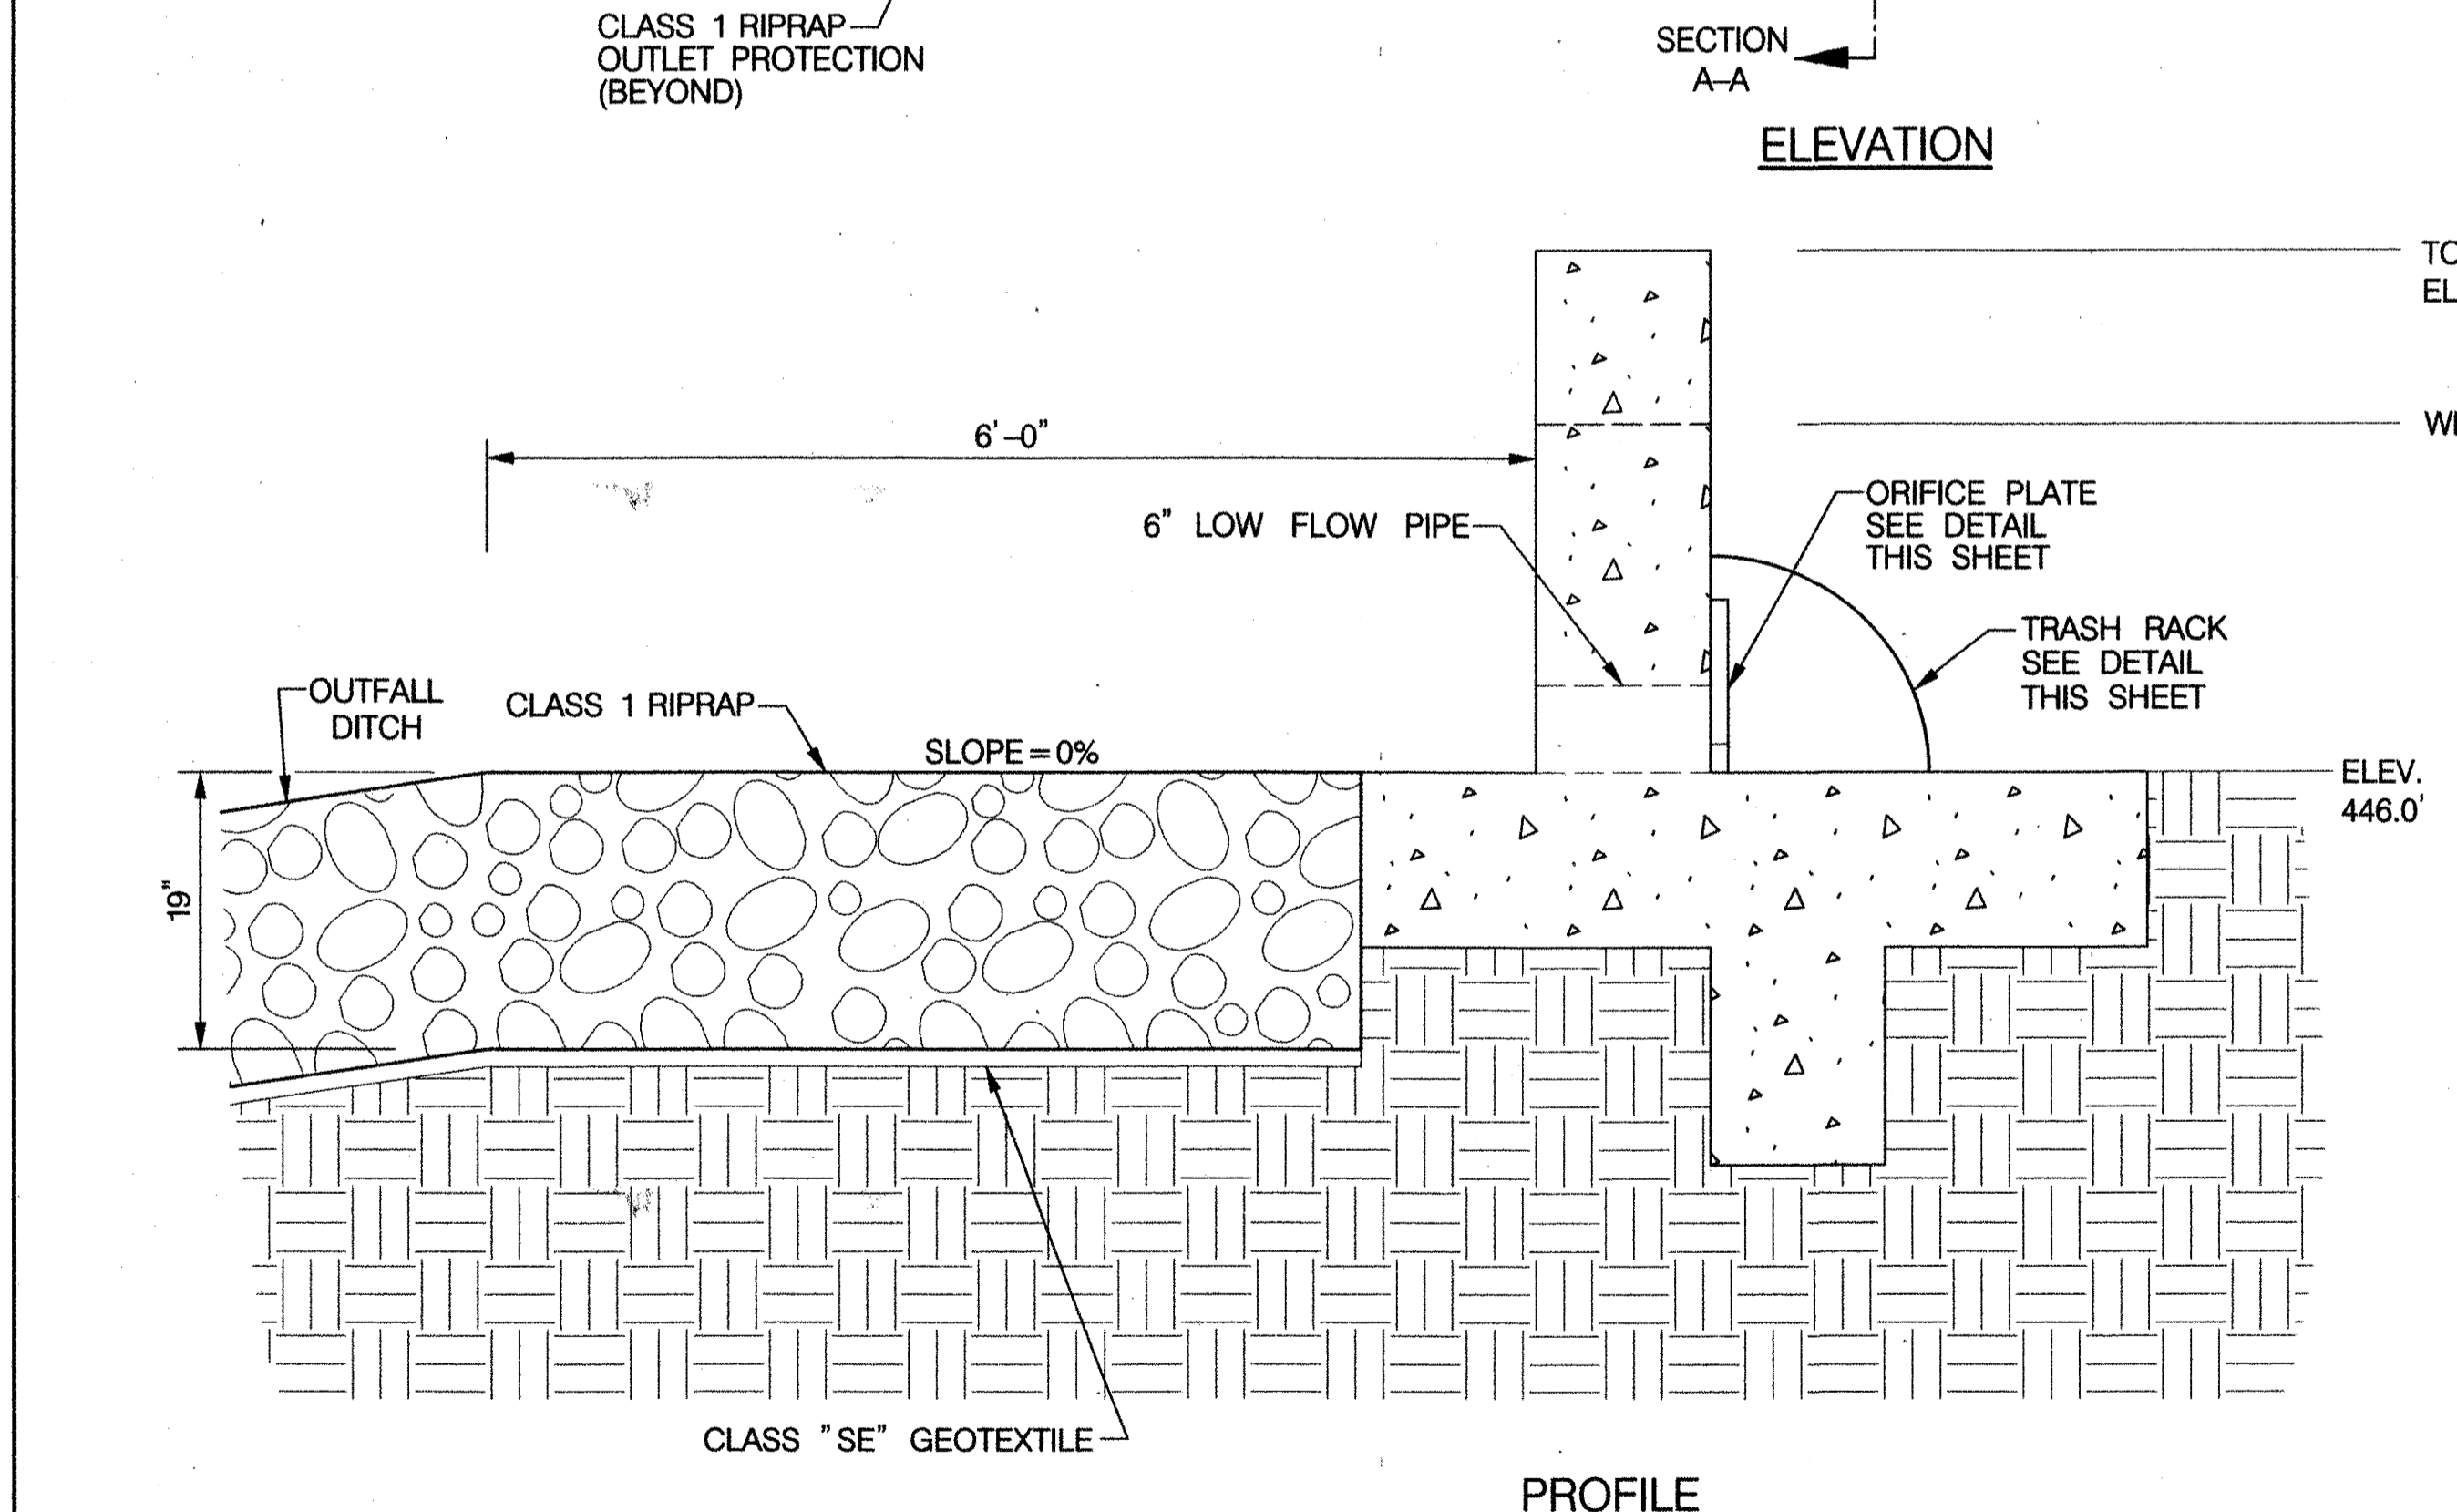 CLASS 1 RIPRAP
OUTLET PROTECTION
(BEYOND)
SECTION
A-A
ELEVATION
6'-0"
6" LOW FLOW PIPE
ORIFICE PLATE
SEE DETAIL
THIS SHEET
TRASH RACK
SEE DETAIL
THIS SHEET
OUTFALL
DITCH
CLASS 1 RIPRAP
SLOPE = 0%
ELEV.
446.0'
19"
CLASS "SE" GEOTEXTILE
PROFILE